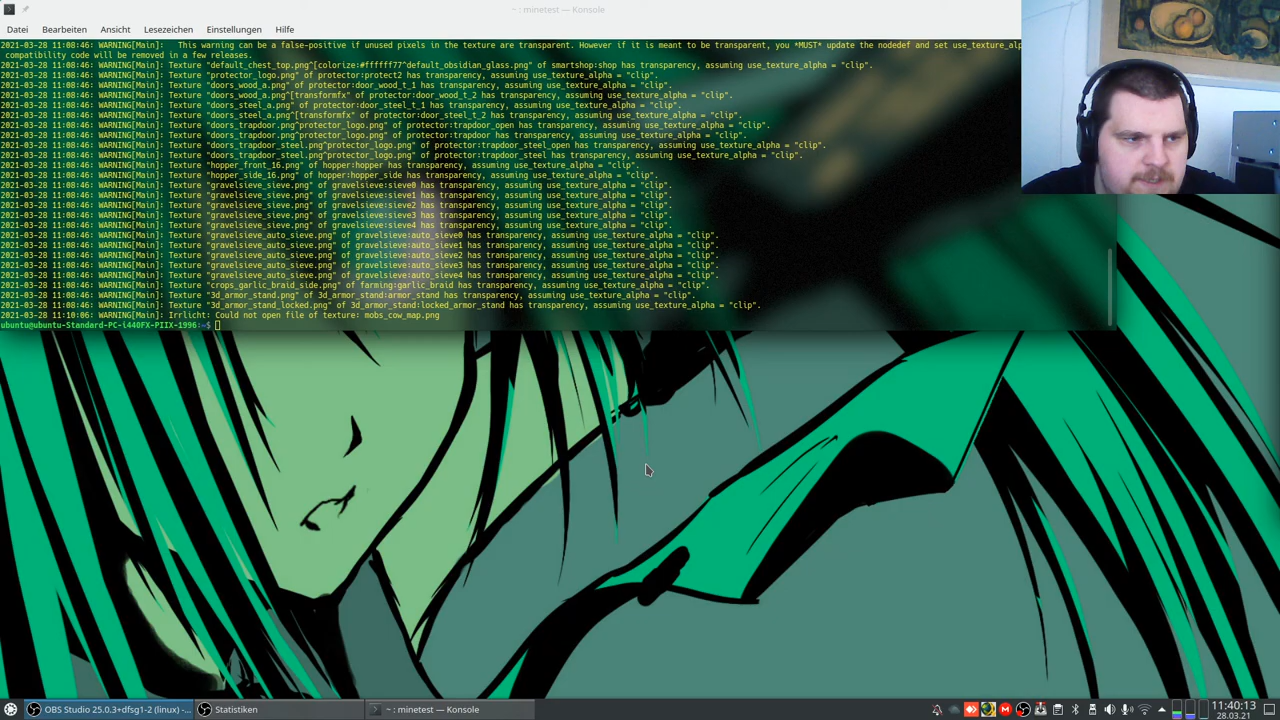 ~ : minetest — Konsole
Datei Bearbeiten Ansicht Lesezeichen Einstellungen Hilfe
2021-03-28 11:08:46: WARNING[Main]:   This warning can be a false-positive if unused pixels in the texture are transparent. However if it is meant to be transparent, you *MUST* update the nodedef and set use_texture_alp
compatibility code will be removed in a few releases.
2021-03-28 11:08:46: WARNING[Main]: Texture "default_chest_top.png^[colorize:#ffffff77^default_obsidian_glass.png" of smartshop:shop has transparency, assuming use_texture_alpha = "clip".
2021-03-28 11:08:46: WARNING[Main]: Texture "protector_logo.png" of protector:protect2 has transparency, assuming use_texture_alpha = "clip".
2021-03-28 11:08:46: WARNING[Main]: Texture "doors_wood_a.png" of protector:door_wood_t_1 has transparency, assuming use_texture_alpha = "clip".
2021-03-28 11:08:46: WARNING[Main]: Texture "doors_wood_a.png^[transformfx" of protector:door_wood_t_2 has transparency, assuming use_texture_alpha = "clip".
2021-03-28 11:08:46: WARNING[Main]: Texture "doors_steel_a.png" of protector:door_steel_t_1 has transparency, assuming use_texture_alpha = "clip".
2021-03-28 11:08:46: WARNING[Main]: Texture "doors_steel_a.png^[transformfx" of protector:door_steel_t_2 has transparency, assuming use_texture_alpha = "clip".
2021-03-28 11:08:46: WARNING[Main]: Texture "doors_trapdoor.png^protector_logo.png" of protector:trapdoor_open has transparency, assuming use_texture_alpha = "clip".
2021-03-28 11:08:46: WARNING[Main]: Texture "doors_trapdoor.png^protector_logo.png" of protector:trapdoor has transparency, assuming use_texture_alpha = "clip".
2021-03-28 11:08:46: WARNING[Main]: Texture "doors_trapdoor_steel.png^protector_logo.png" of protector:trapdoor_steel_open has transparency, assuming use_texture_alpha = "clip".
2021-03-28 11:08:46: WARNING[Main]: Texture "doors_trapdoor_steel.png^protector_logo.png" of protector:trapdoor_steel has transparency, assuming use_texture_alpha = "clip".
2021-03-28 11:08:46: WARNING[Main]: Texture "hopper_front_16.png" of hopper:hopper has transparency, assuming use_texture_alpha = "clip".
2021-03-28 11:08:46: WARNING[Main]: Texture "hopper_side_16.png" of hopper:hopper_side has transparency, assuming use_texture_alpha = "clip".
2021-03-28 11:08:46: WARNING[Main]: Texture "gravelsieve_sieve.png" of gravelsieve:sieve0 has transparency, assuming use_texture_alpha = "clip".
2021-03-28 11:08:46: WARNING[Main]: Texture "gravelsieve_sieve.png" of gravelsieve:sieve1 has transparency, assuming use_texture_alpha = "clip".
2021-03-28 11:08:46: WARNING[Main]: Texture "gravelsieve_sieve.png" of gravelsieve:sieve2 has transparency, assuming use_texture_alpha = "clip".
2021-03-28 11:08:46: WARNING[Main]: Texture "gravelsieve_sieve.png" of gravelsieve:sieve3 has transparency, assuming use_texture_alpha = "clip".
2021-03-28 11:08:46: WARNING[Main]: Texture "gravelsieve_sieve.png" of gravelsieve:sieve4 has transparency, assuming use_texture_alpha = "clip".
2021-03-28 11:08:46: WARNING[Main]: Texture "gravelsieve_auto_sieve.png" of gravelsieve:auto_sieve0 has transparency, assuming use_texture_alpha = "clip".
2021-03-28 11:08:46: WARNING[Main]: Texture "gravelsieve_auto_sieve.png" of gravelsieve:auto_sieve1 has transparency, assuming use_texture_alpha = "clip".
2021-03-28 11:08:46: WARNING[Main]: Texture "gravelsieve_auto_sieve.png" of gravelsieve:auto_sieve2 has transparency, assuming use_texture_alpha = "clip".
2021-03-28 11:08:46: WARNING[Main]: Texture "gravelsieve_auto_sieve.png" of gravelsieve:auto_sieve3 has transparency, assuming use_texture_alpha = "clip".
2021-03-28 11:08:46: WARNING[Main]: Texture "gravelsieve_auto_sieve.png" of gravelsieve:auto_sieve4 has transparency, assuming use_texture_alpha = "clip".
2021-03-28 11:08:46: WARNING[Main]: Texture "crops_garlic_braid_side.png" of farming:garlic_braid has transparency, assuming use_texture_alpha = "clip".
2021-03-28 11:08:46: WARNING[Main]: Texture "3d_armor_stand.png" of 3d_armor_stand:armor_stand has transparency, assuming use_texture_alpha = "clip".
2021-03-28 11:08:46: WARNING[Main]: Texture "3d_armor_stand_locked.png" of 3d_armor_stand:locked_armor_stand has transparency, assuming use_texture_alpha = "clip".
2021-03-28 11:10:06: WARNING[Main]: Irrlicht: Could not open file of texture: mobs_cow_map.png
ubuntu@ubuntu-Standard-PC-i440FX-PIIX-1996:~$
OBS Studio 25.0.3+dfsg1-2 (linux) -... Statistiken ~ : minetest — Konsole 11:40:13
28.03.21